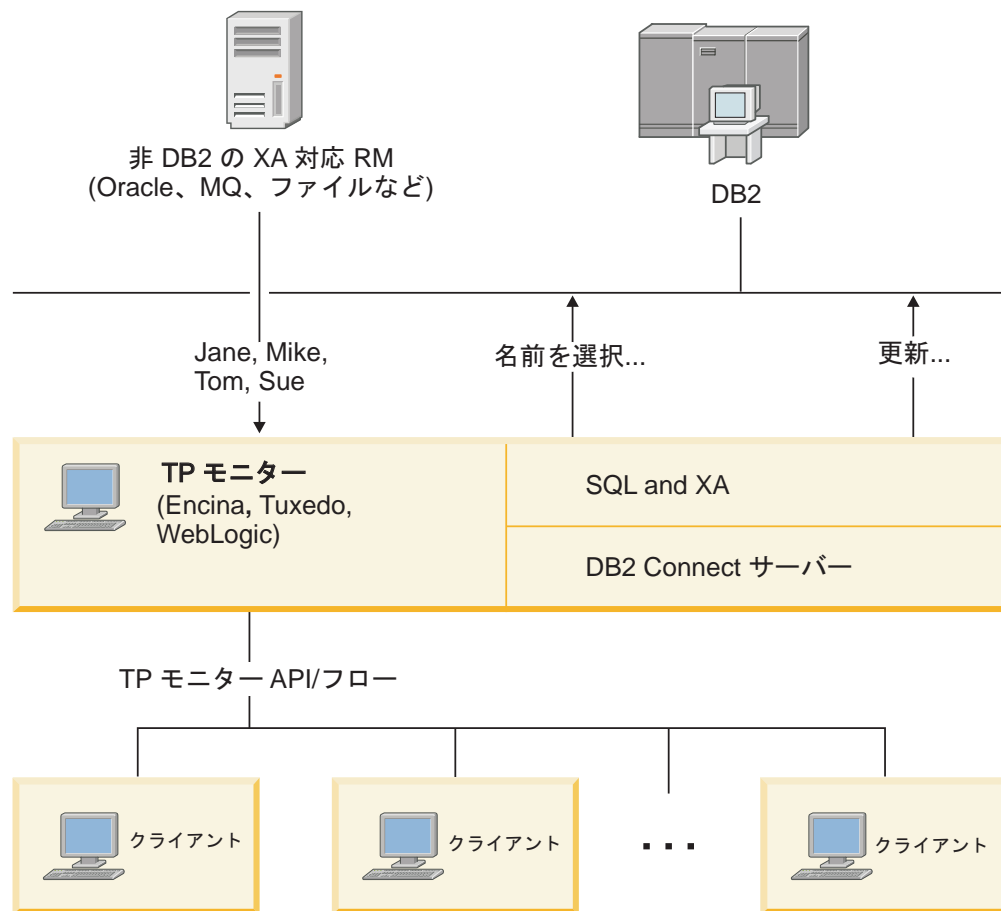 非 DB2 の XA 対応 RM
(Oracle、MQ、ファイルなど)
DB2
Jane, Mike,
Tom, Sue
名前を選択...
更新...
TP モニター
(Encina, Tuxedo,
WebLogic)
SQL and XA
DB2 Connect サーバー
TP モニター API/フロー
クライアント
クライアント
クライアント